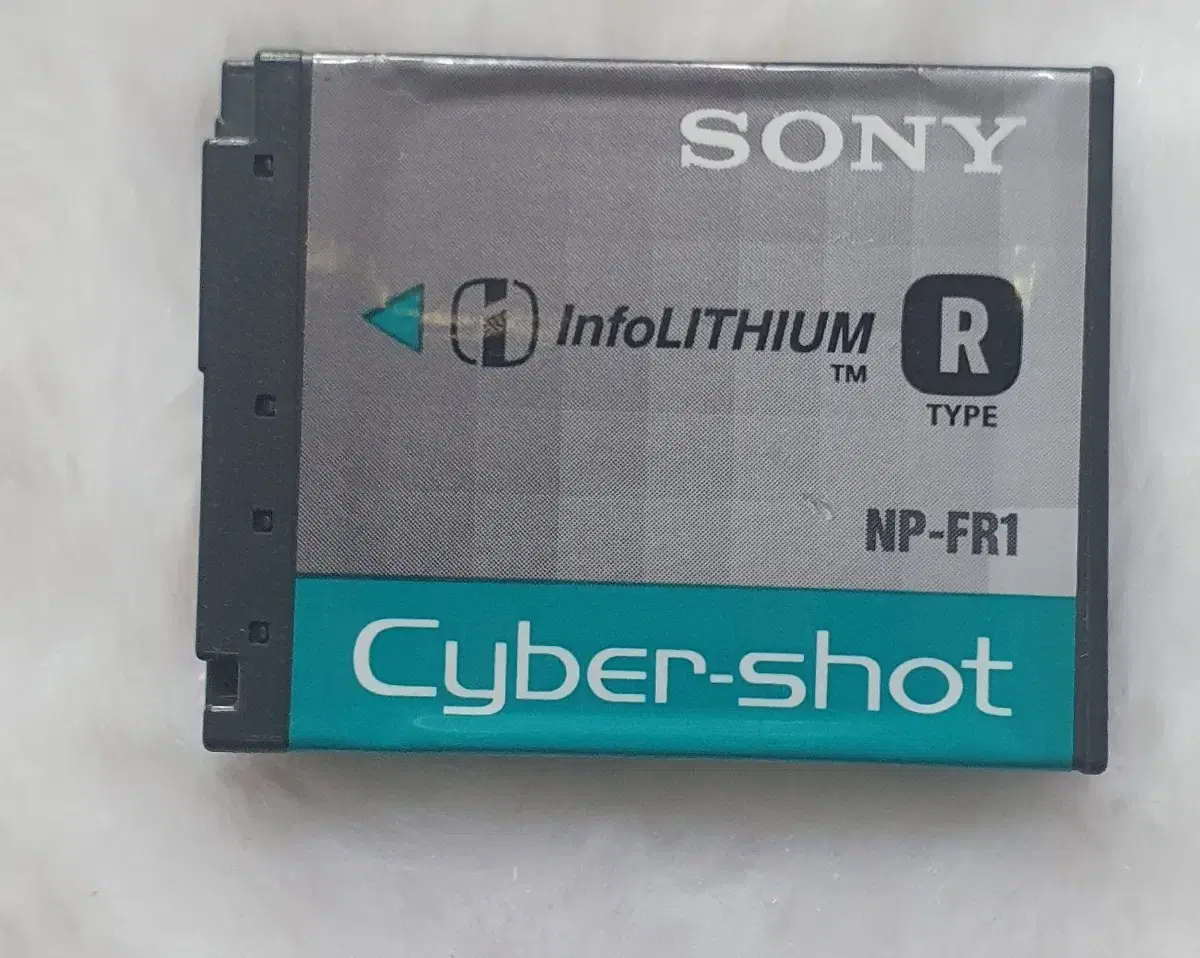 SONY
InfoLITHIUM R
TM TYPE
NP-FR1
Cyber-shot